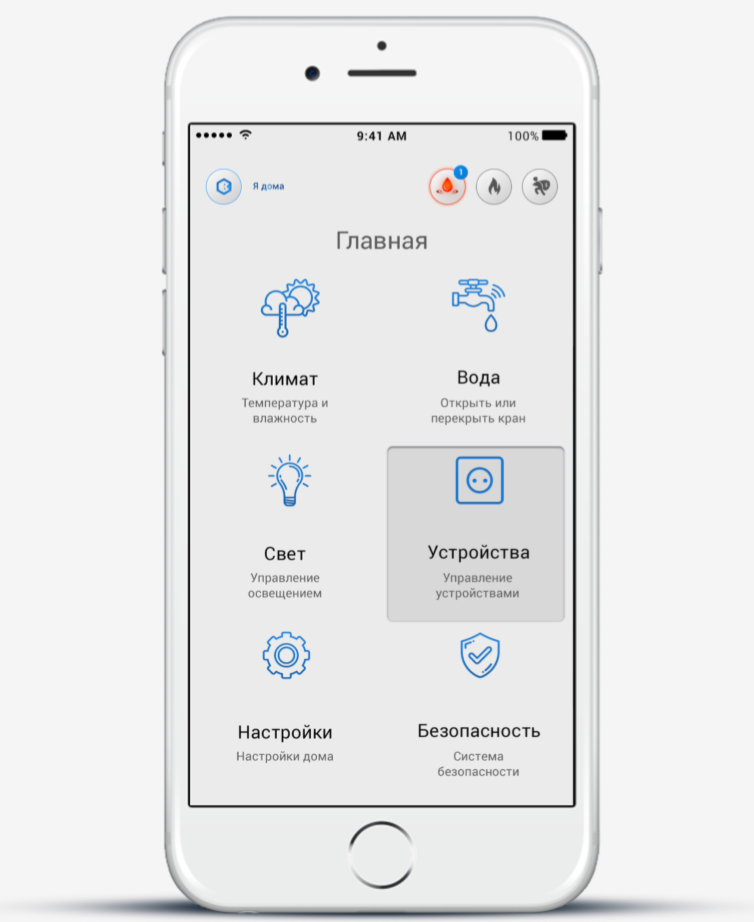 9:41 AM 100%
Я дома 1
Главная
Климат
Температура и
влажность
Вода
Открыть или
перекрыть кран
Свет
Управление
освещением
Устройства
Управление
устройствами
Настройки
Настройки дома
Безопасность
Система
безопасности